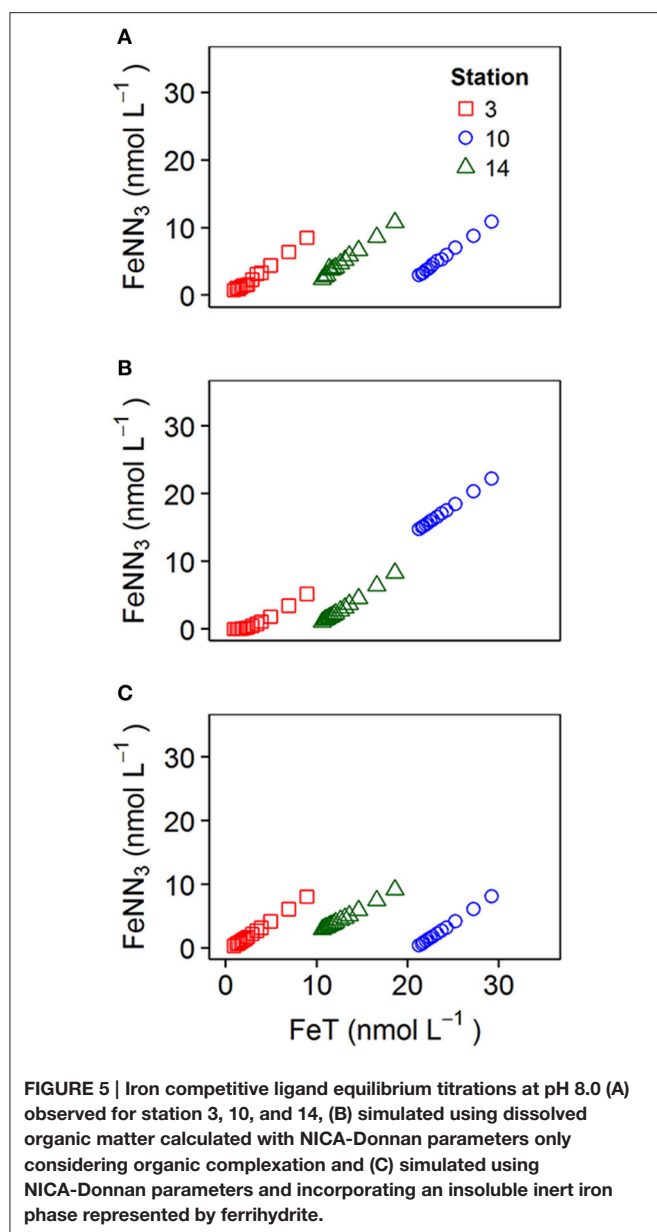 A
FeNN₃ (nmol L⁻¹)
30
20
10
0
Station
3
10
14
B
FeNN₃ (nmol L⁻¹)
30
20
10
0
C
FeNN₃ (nmol L⁻¹)
30
20
10
0
0 10 20 30
FeT (nmol L⁻¹)
FIGURE 5 | Iron competitive ligand equilibrium titrations at pH 8.0 (A)
observed for station 3, 10, and 14, (B) simulated using dissolved
organic matter calculated with NICA-Donnan parameters only
considering organic complexation and (C) simulated using
NICA-Donnan parameters and incorporating an insoluble inert iron
phase represented by ferrihydrite.